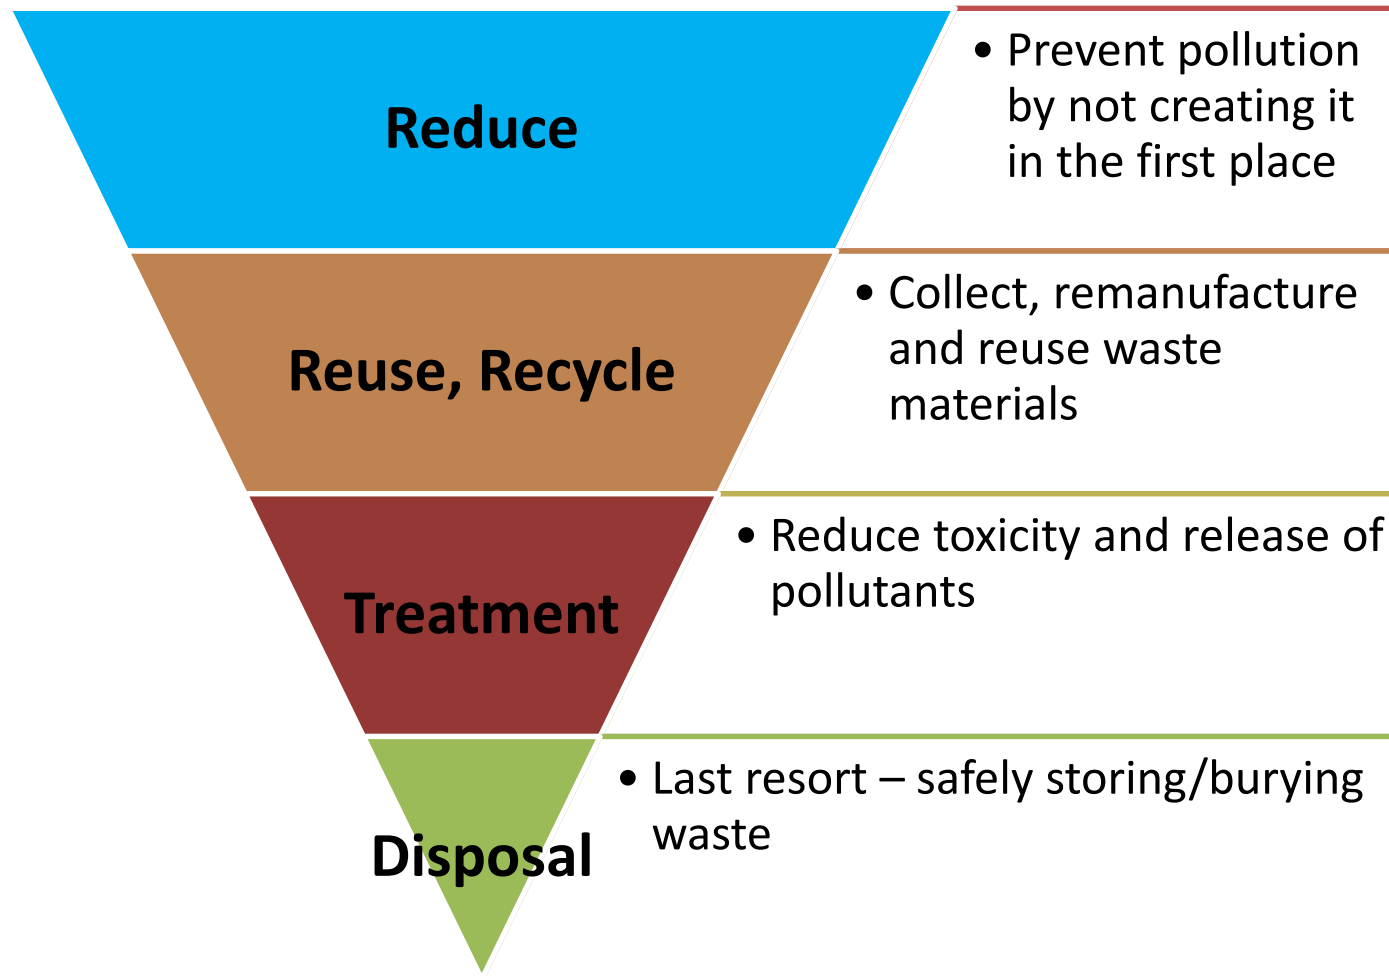 Reduce
• Prevent pollution
by not creating it
in the first place
Reuse, Recycle
• Collect, remanufacture
and reuse waste
materials
Treatment
• Reduce toxicity and release of
pollutants
Disposal
• Last resort – safely storing/burying
waste